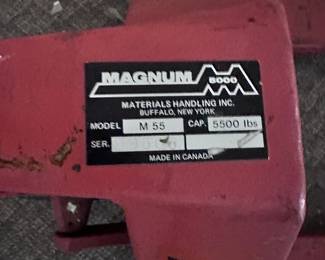 MAGNUM 5000
MATERIALS HANDLING INC.
BUFFALO, NEW YORK
MODEL M 55 CAP. 5500 lbs
SER.
MADE IN CANADA